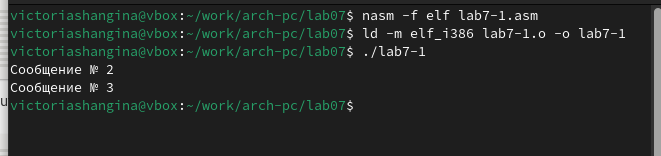 victoriashangina@vbox:~/work/arch-pc/lab07$ nasm -f elf lab7-1.asm
victoriashangina@vbox:~/work/arch-pc/lab07$ ld -m elf_i386 lab7-1.o -o lab7-1
victoriashangina@vbox:~/work/arch-pc/lab07$ ./lab7-1
Сообщение № 2
Сообщение № 3
victoriashangina@vbox:~/work/arch-pc/lab07$